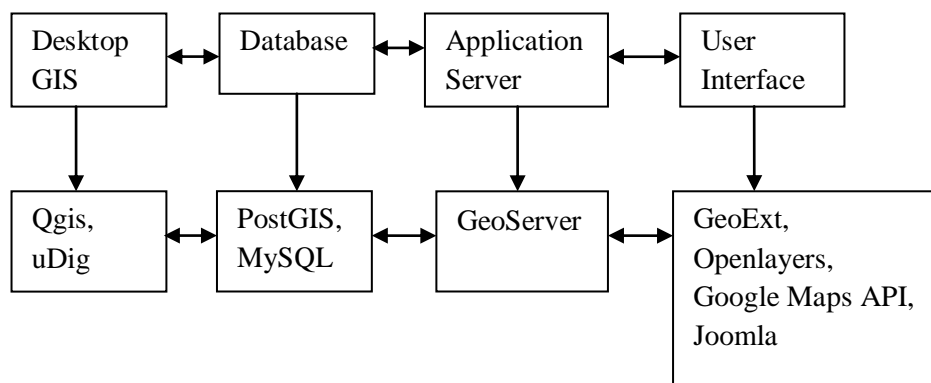 Desktop
GIS
Database
Application
Server
User
Interface
Qgis,
uDig
PostGIS,
MySQL
GeoServer
GeoExt,
Openlayers,
Google Maps API,
Joomla